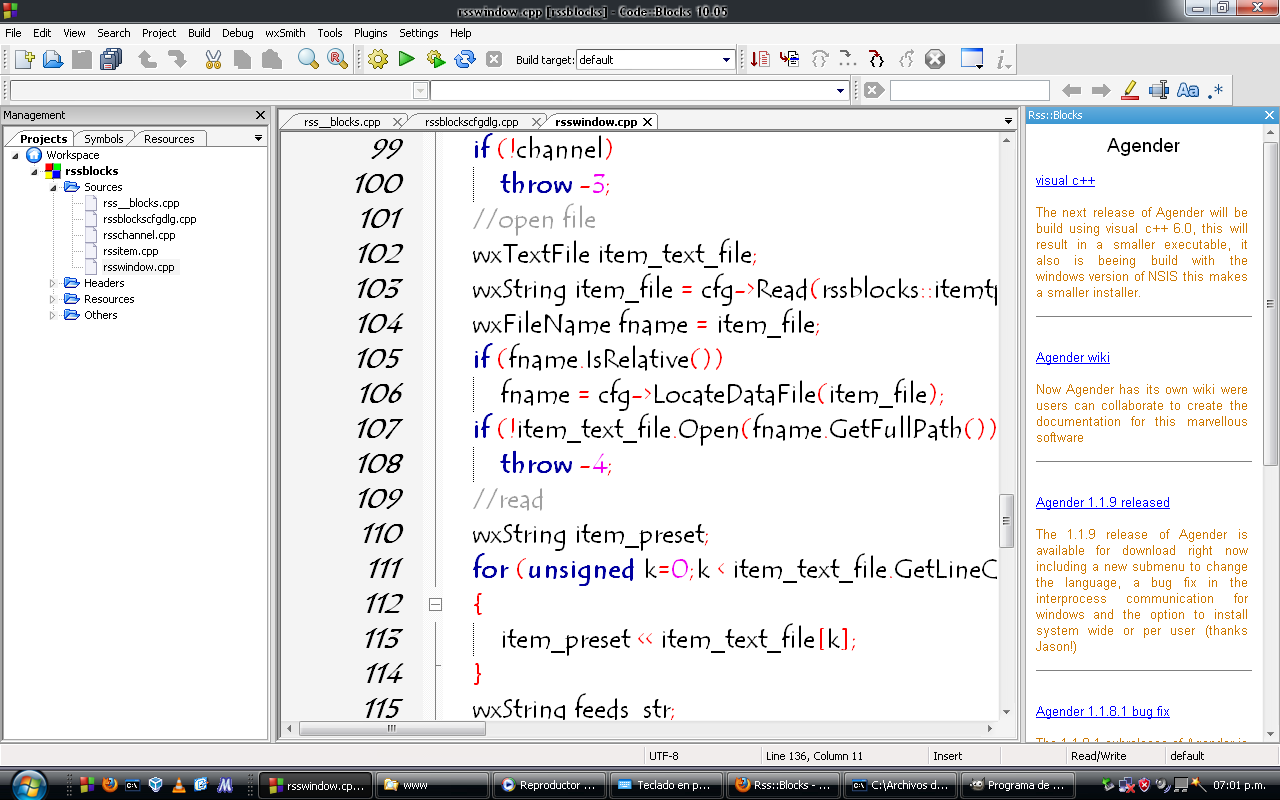 rsswindow.cpp [rssblocks] - Code::Blocks 10.05
File Edit View Search Project Build Debug wxSmith Tools Plugins Settings Help
Build target: default
Aa .*
Management
Projects Symbols Resources
Workspace
rssblocks
Sources
rss__blocks.cpp
rssblockscfgdlg.cpp
rsschannel.cpp
rssitem.cpp
rsswindow.cpp
Headers
Resources
Others
rss__blocks.cpp rssblockscfgdlg.cpp rsswindow.cpp
99 if (!channel)
100 throw -3;
101 //open file
102 wxTextFile item_text_file;
103 wxString item_file = cfg->Read(rssblocks::itemtp
104 wxFileName fname = item_file;
105 if (fname.IsRelative())
106 fname = cfg->LocateDataFile(item_file);
107 if (!item_text_file.Open(fname.GetFullPath())
108 throw -4;
109 //read
110 wxString item_preset;
111 for (unsigned k=0;k < item_text_file.GetLineC
112 {
113 item_preset << item_text_file[k];
114 }
115 wxString feeds_str;
Rss::Blocks
Agender
visual c++
The next release of Agender will be
build using visual c++ 6.0, this will
result in a smaller executable, it
also is beeing build with the
windows version of NSIS this makes
a smaller installer.
Agender wiki
Now Agender has its own wiki were
users can collaborate to create the
documentation for this marvellous
software
Agender 1.1.9 released
The 1.1.9 release of Agender is
available for download right now
including a new submenu to change
the language, a bug fix in the
interprocess communication for
windows and the option to install
system wide or per user (thanks
Jason!)
Agender 1.1.8.1 bug fix
The 1.1.8.1 subrelease of Agender is
UTF-8 Line 136, Column 11 Insert Read/Write default
rsswindow.cp... www Reproductor ... Teclado en p... Rss::Blocks - ... C:\Archivos d... Programa de ... 07:01 p.m.